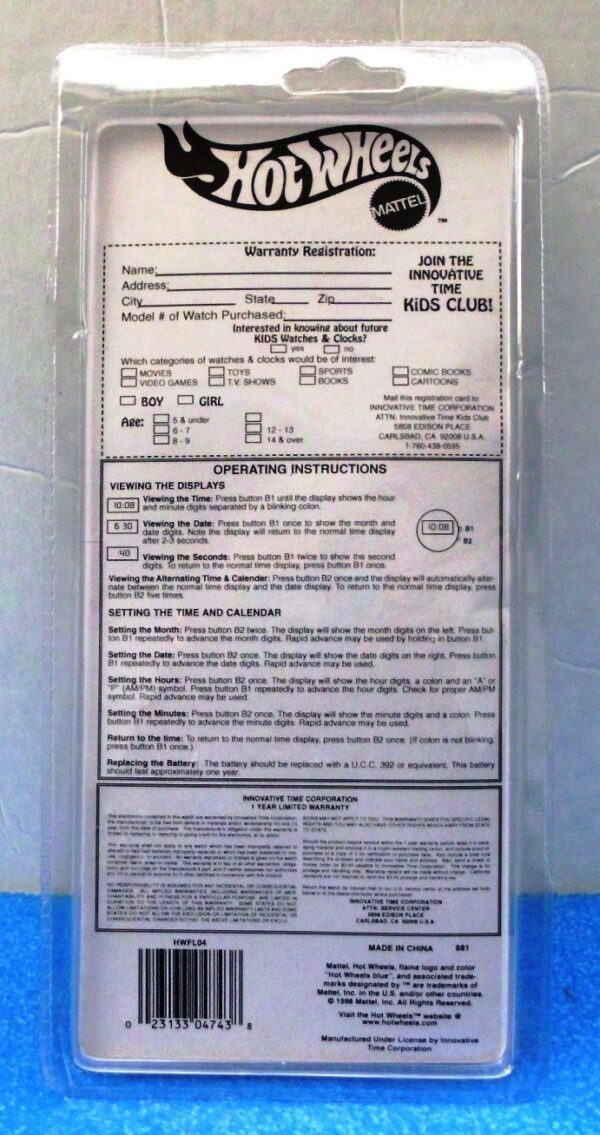 HOT WHEELS
MATTEL
TM
Warranty Registration:
Name:
Address:
City State Zip
Model # of Watch Purchased:
JOIN THE
INNOVATIVE
TIME
KiDS CLUB!
Interested in knowing about future
KIDS Watches & Clocks?
yes no
Which categories of watches & clocks would be of interest:
MOVIES TOYS SPORTS COMIC BOOKS
VIDEO GAMES T.V. SHOWS BOOKS CARTOONS
BOY GIRL
Age: 5 & under
6 - 7 12 - 13
8 - 9 14 & over
Mail this registration card to:
INNOVATIVE TIME CORPORATION
ATTN: Innovative Time Kids Club
5858 EDISON PLACE
CARLSBAD, CA 92008 U.S.A.
1-760-438-0595
OPERATING INSTRUCTIONS
VIEWING THE DISPLAYS
10:08 Viewing the Time: Press button B1 until the display shows the hour
and minute digits separated by a blinking colon.
6 30 Viewing the Date: Press button B1 once to show the month and
date digits. Note the display will return to the normal time display
after 2-3 seconds.
10:08 B1
B2
:40 Viewing the Seconds: Press button B1 twice to show the second
digits. To return to the normal time display, press button B1 once.
Viewing the Alternating Time & Calendar: Press button B2 once and the display will automatically alter-
nate between the normal time display and the date display. To return to the normal time display, press
button B2 five times.
SETTING THE TIME AND CALENDAR
Setting the Month: Press button B2 twice. The display will show the month digits on the left. Press but-
ton B1 repeatedly to advance the month digits. Rapid advance may be used by holding in button B1.
Setting the Date: Press button B2 once. The display will show the date digits on the right. Press button
B1 repeatedly to advance the date digits. Rapid advance may be used.
Setting the Hours: Press button B2 once. The display will show the hour digits, a colon and an "A" or
"P" (AM/PM) symbol. Press button B1 repeatedly to advance the hour digits. Check for proper AM/PM
symbol. Rapid advance may be used.
Setting the Minutes: Press button B2 once. The display will show the minute digits and a colon. Press
button B1 repeatedly to advance the minute digits. Rapid advance may be used.
Return to the time: To return to the normal time display, press button B2 once. (If colon is not blinking,
press button B1 once.)
Replacing the Battery: The battery should be replaced with a U.C.C. 392 or equivalent. This battery
should last approximately one year.
INNOVATIVE TIME CORPORATION
1 YEAR LIMITED WARRANTY
INNOVATIVE TIME CORPORATION
ATTN: SERVICE CENTER
5858 EDISON PLACE
CARLSBAD, CA 92008 U.S.A.
HWFL04
0 23133 04743 8
MADE IN CHINA 981
Mattel, Hot Wheels, flame logo and color
"Hot Wheels blue", and associated trade-
marks designated by ™ are trademarks of
Mattel, Inc. in the U.S. and/or other countries.
© 1998 Mattel, Inc. All Rights Reserved.
Visit the Hot Wheels™ website @
www.hotwheels.com
Manufactured Under License by Innovative
Time Corporation